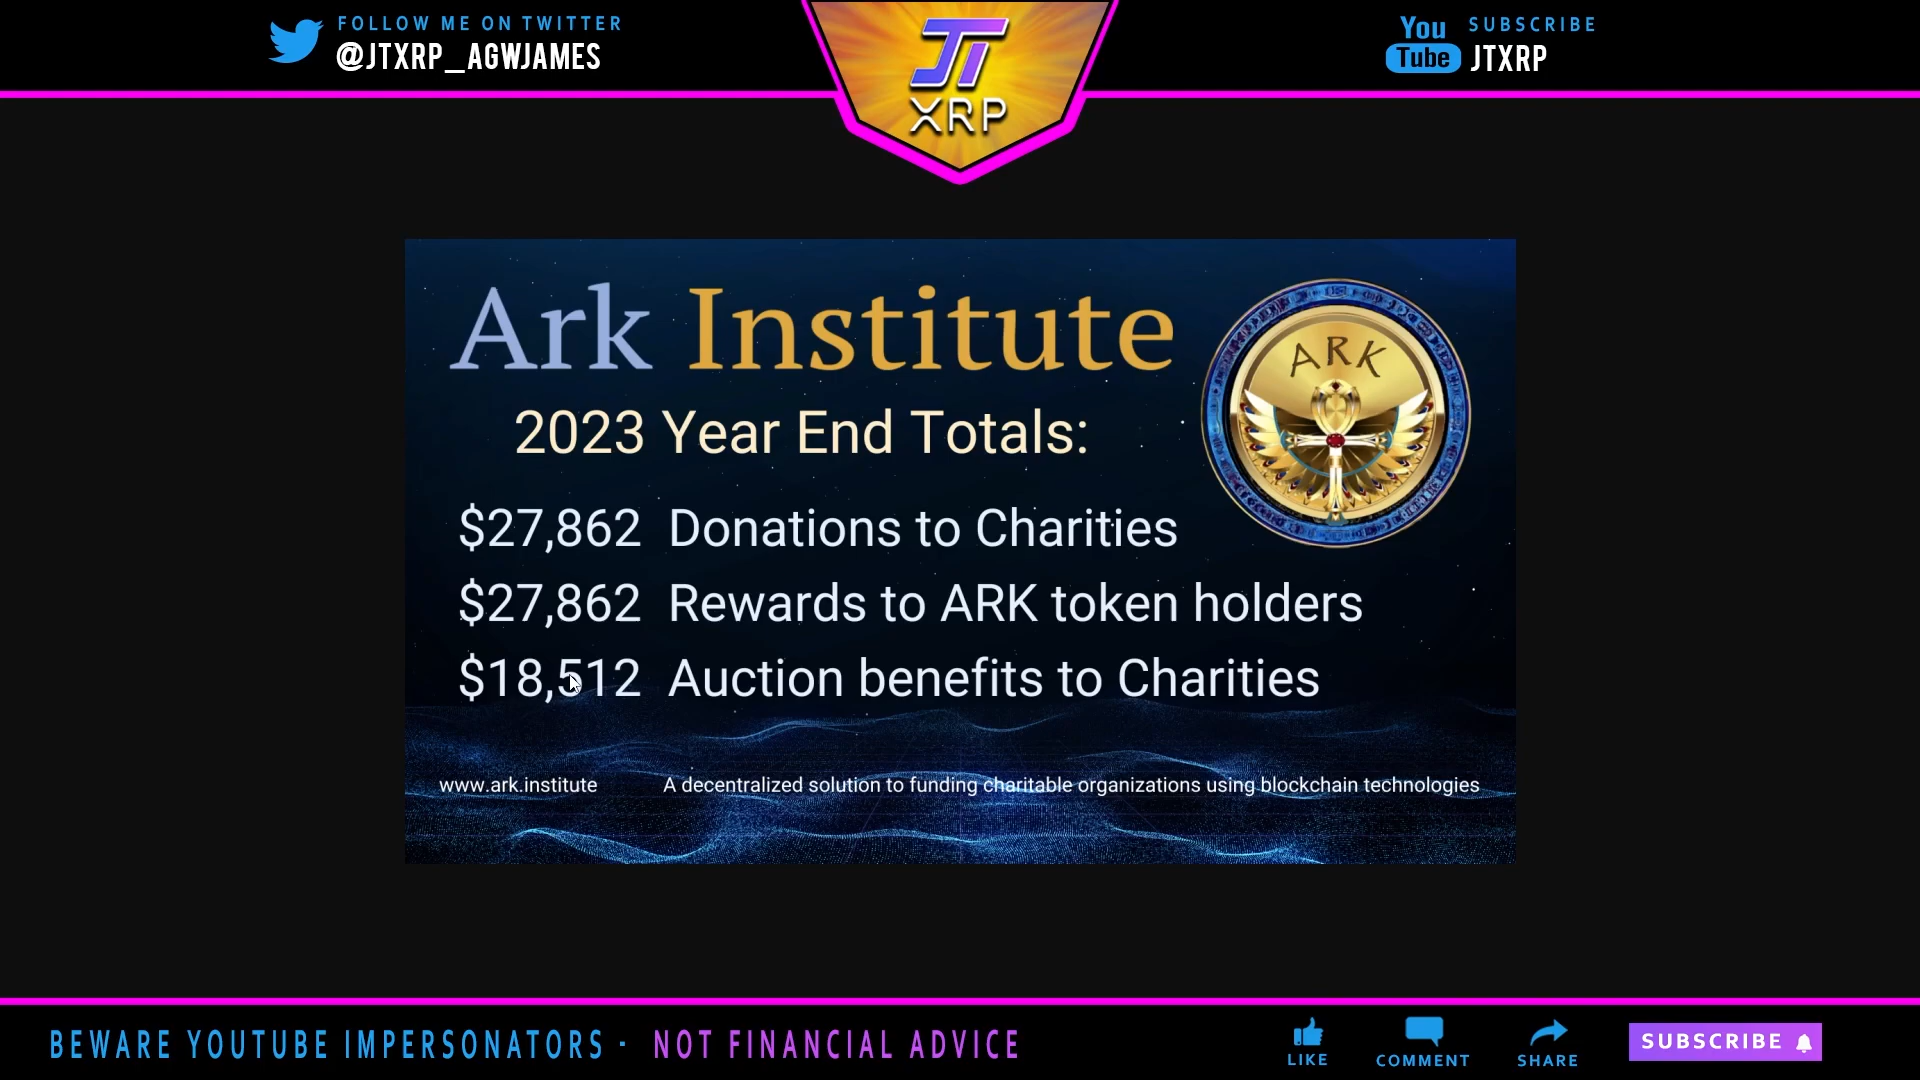 FOLLOW ME ON TWITTER
@JTXRP_AGWJAMES
JT
XRP
You
Tube
SUBSCRIBE
JTXRP
Ark Institute
ARK
2023 Year End Totals:
$27,862 Donations to Charities
$27,862 Rewards to ARK token holders
$18,512 Auction benefits to Charities
www.ark.institute
A decentralized solution to funding charitable organizations using blockchain technologies
BEWARE YOUTUBE IMPERSONATORS - NOT FINANCIAL ADVICE
LIKE
COMMENT
SHARE
SUBSCRIBE